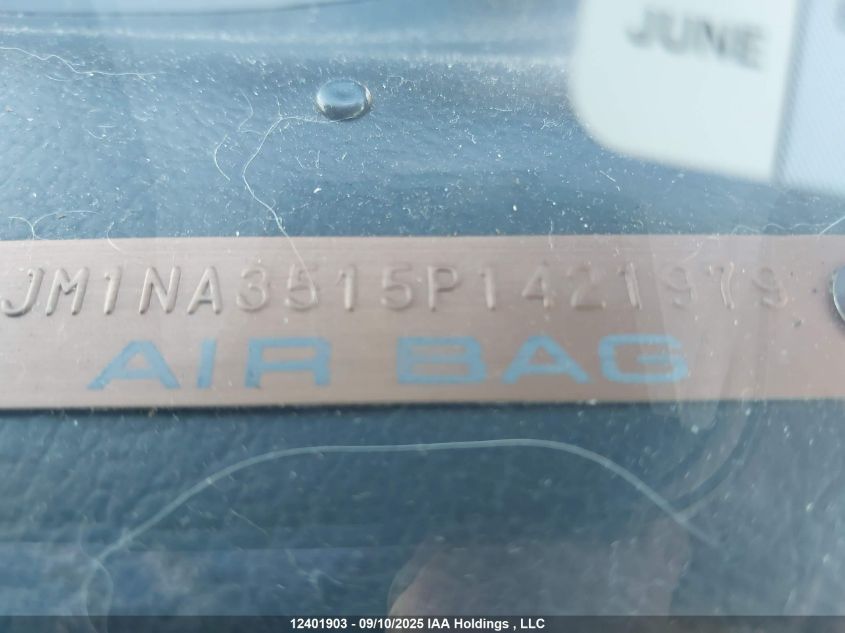 JUNE
JM1NA3515P1421979
AIR BAG
12401903 - 09/10/2025 IAA Holdings , LLC